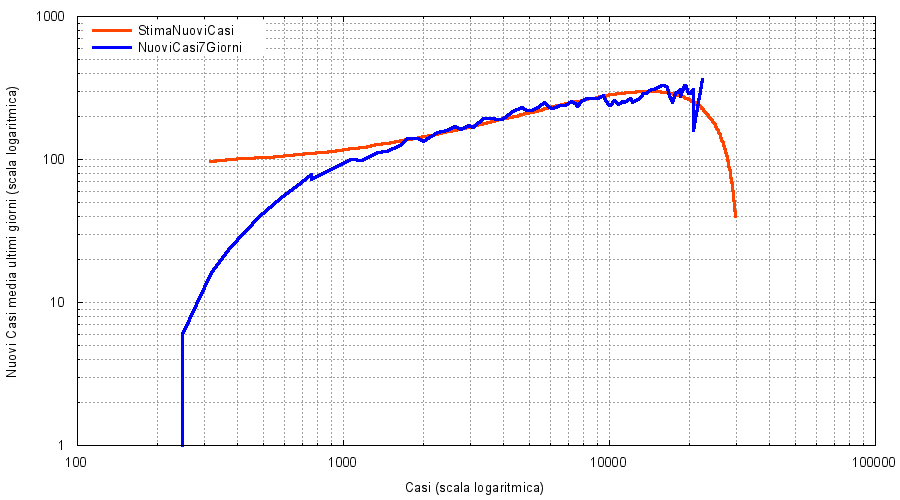 1000
StimaNuoviCasi
NuoviCasi7Giorni
100
10
1
Nuovi Casi media ultimi giorni (scala logaritmica)
100
1000
10000
100000
Casi (scala logaritmica)